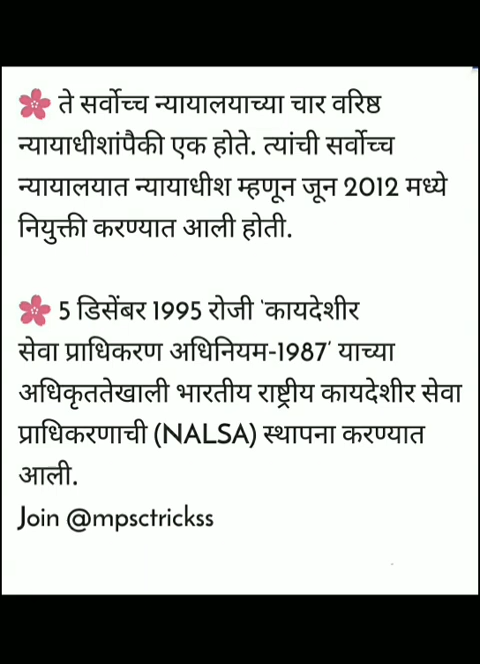 🌸 ते सर्वोच्च न्यायालयाच्या चार वरिष्ठ
न्यायाधीशांपैकी एक होते. त्यांची सर्वोच्च
न्यायालयात न्यायाधीश म्हणून जून 2012 मध्ये
नियुक्ती करण्यात आली होती.
🌸 5 डिसेंबर 1995 रोजी 'कायदेशीर
सेवा प्राधिकरण अधिनियम-1987' याच्या
अधिकृततेखाली भारतीय राष्ट्रीय कायदेशीर सेवा
प्राधिकरणाची (NALSA) स्थापना करण्यात
आली.
Join @mpsctrickss